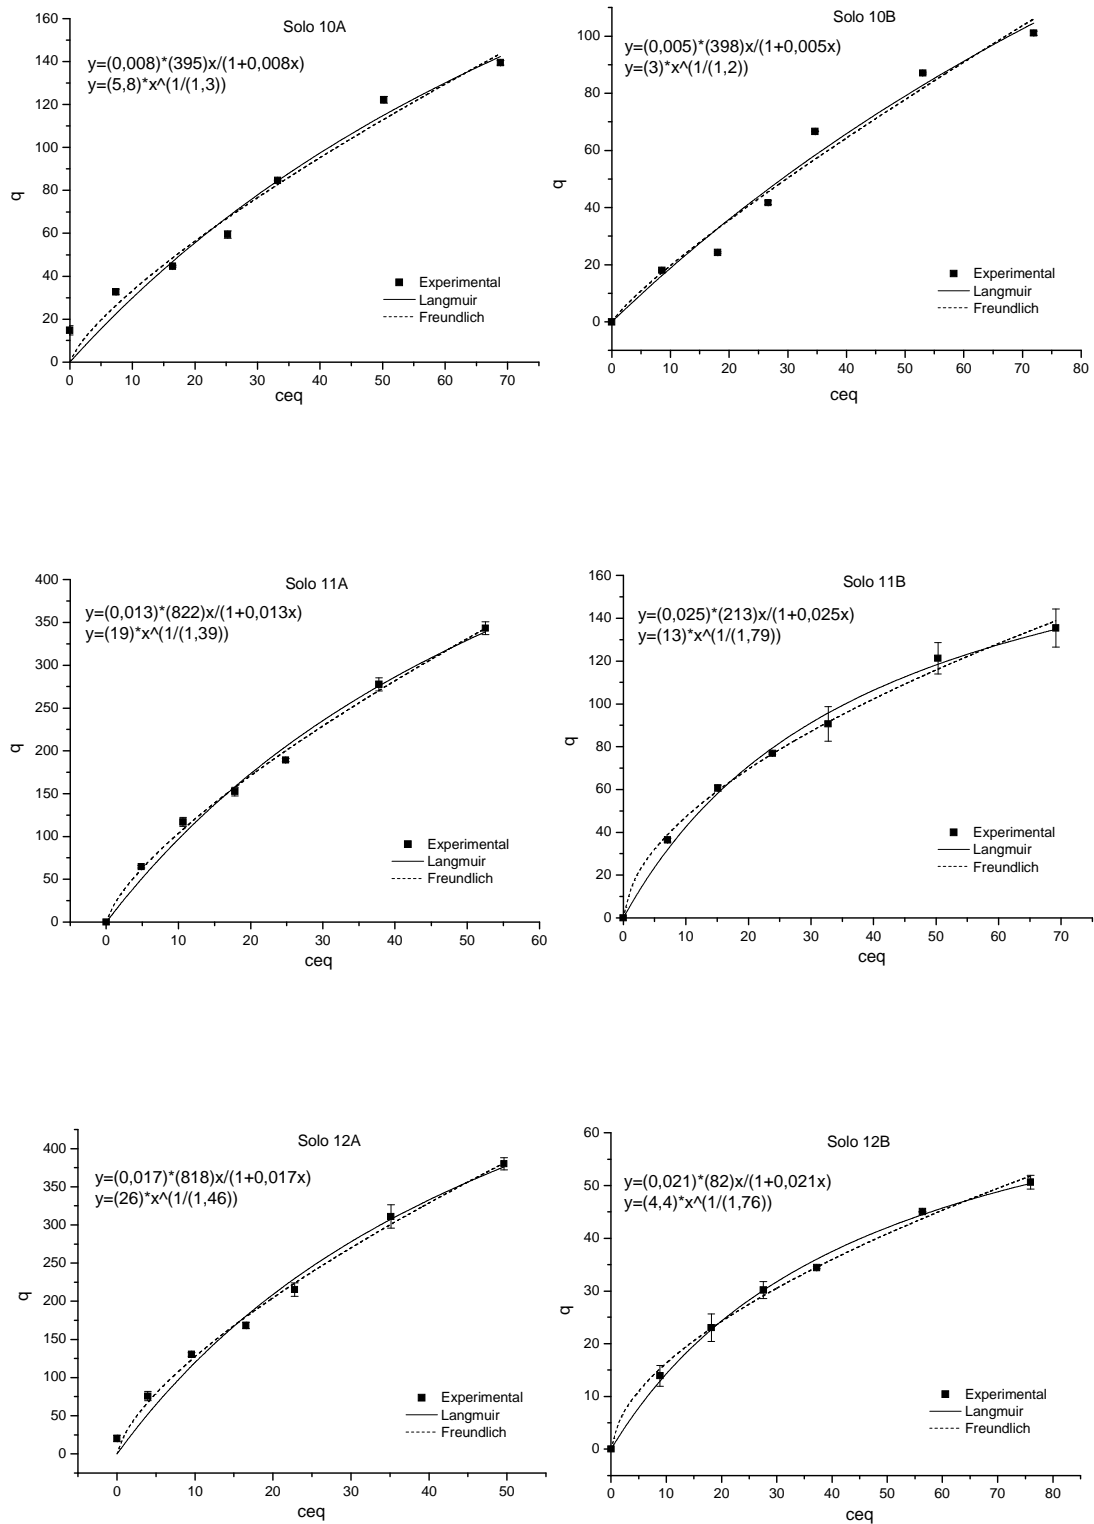 Solo 10A
y=(0,008)*(395)x/(1+0,008x)
y=(5,8)*x^(1/(1,3))
160
140
120
100
80
60
40
20
0
q
Experimental
Langmuir
Freundlich
0 10 20 30 40 50 60 70
ceq
Solo 10B
y=(0,005)*(398)x/(1+0,005x)
y=(3)*x^(1/(1,2))
100
80
60
40
20
0
q
Experimental
Langmuir
Freundlich
0 10 20 30 40 50 60 70 80
ceq
Solo 11A
y=(0,013)*(822)x/(1+0,013x)
y=(19)*x^(1/(1,39))
400
350
300
250
200
150
100
50
0
q
Experimental
Langmuir
Freundlich
0 10 20 30 40 50 60
ceq
Solo 11B
y=(0,025)*(213)x/(1+0,025x)
y=(13)*x^(1/(1,79))
160
140
120
100
80
60
40
20
0
q
Experimental
Langmuir
Freundlich
0 10 20 30 40 50 60 70
ceq
Solo 12A
y=(0,017)*(818)x/(1+0,017x)
y=(26)*x^(1/(1,46))
400
350
300
250
200
150
100
50
0
q
Experimental
Langmuir
Freundlich
0 10 20 30 40 50
ceq
Solo 12B
y=(0,021)*(82)x/(1+0,021x)
y=(4,4)*x^(1/(1,76))
60
50
40
30
20
10
0
q
Experimental
Langmuir
Freundlich
0 10 20 30 40 50 60 70 80
ceq